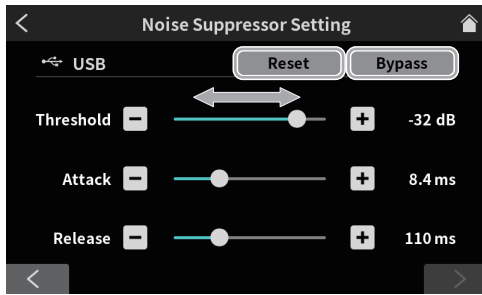 Noise Suppressor Setting
USB Reset Bypass
Threshold -32 dB
Attack 8.4 ms
Release 110 ms